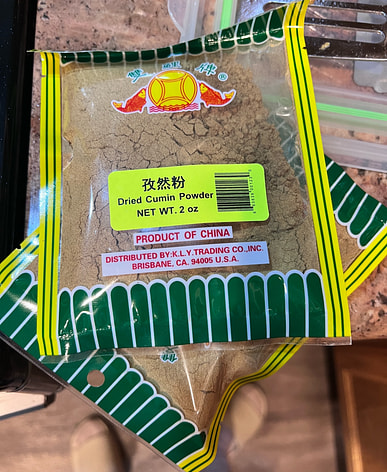 ®
孜然粉
Dried Cumin Powder
NET WT. 2 oz
PRODUCT OF CHINA
DISTRIBUTED BY:K.L.Y.TRADING CO.,INC.
BRISBANE, CA. 94005 U.S.A.